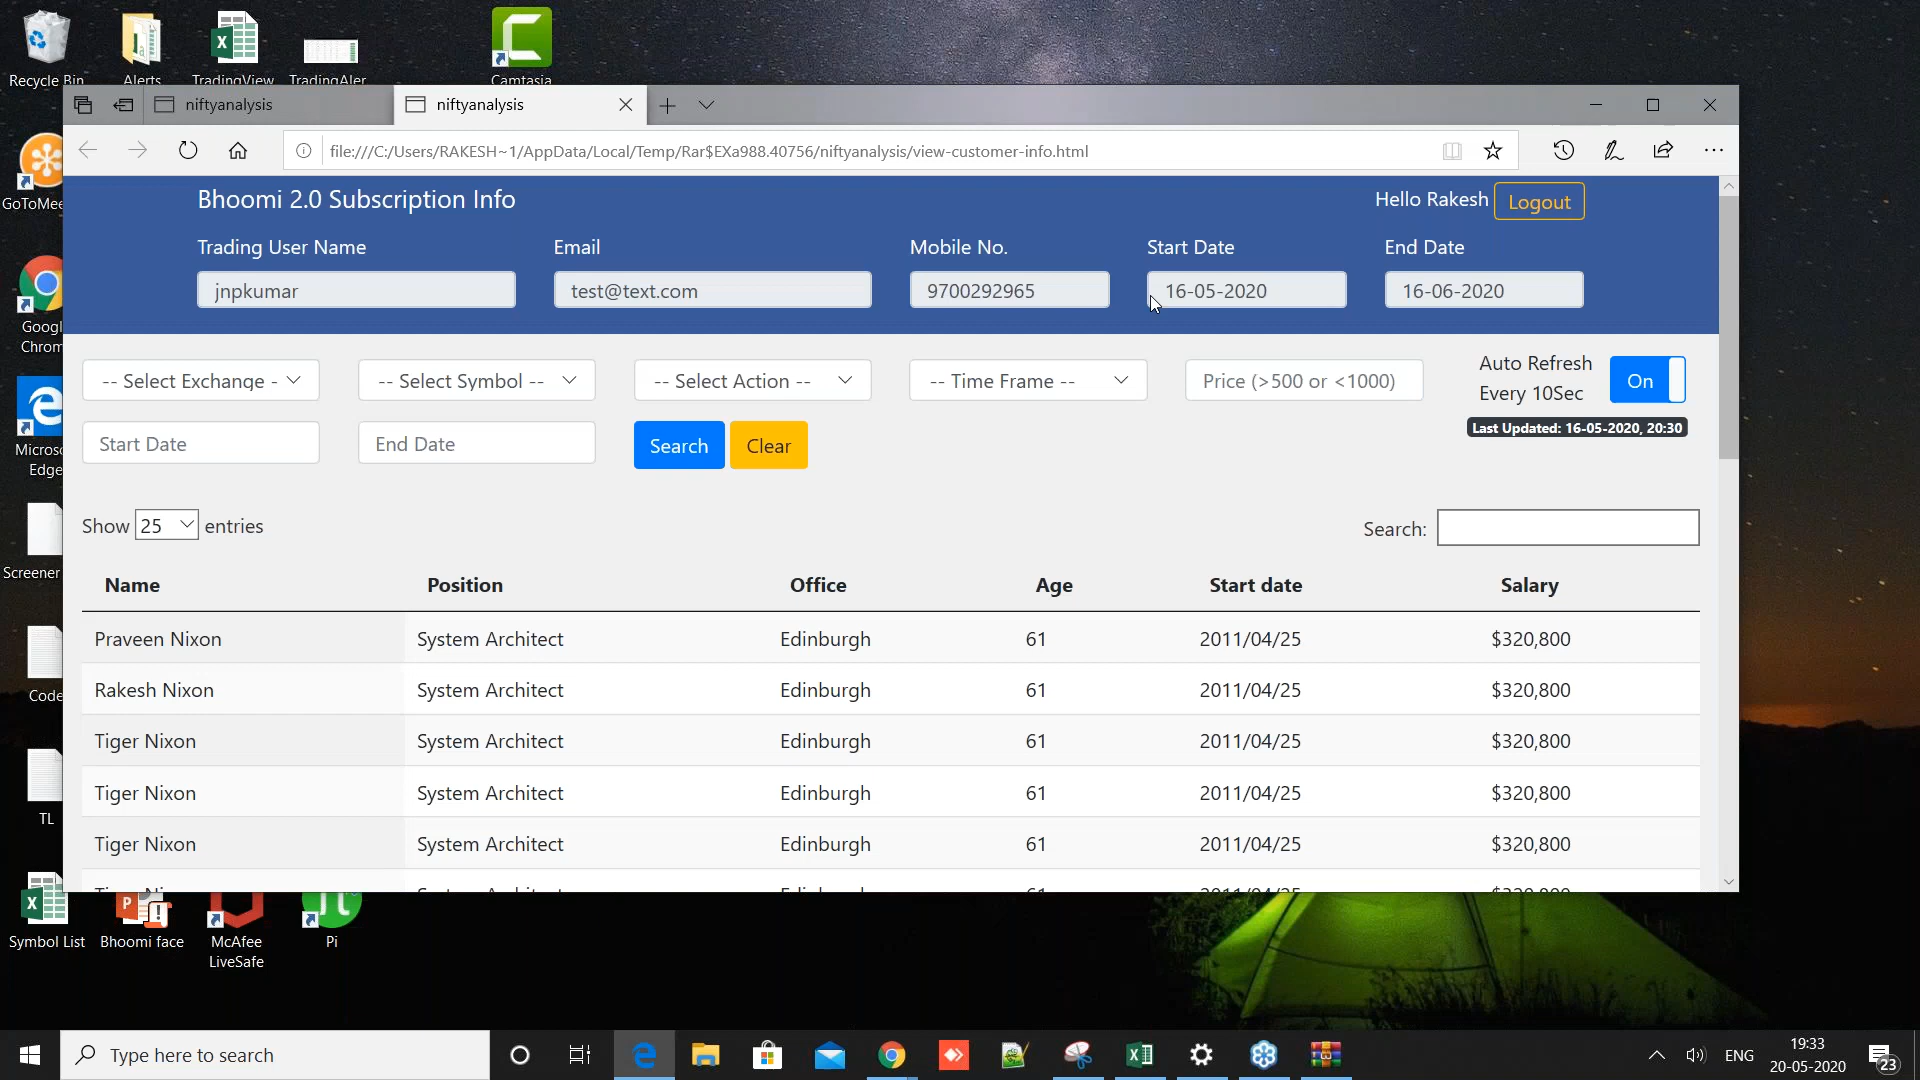 Recycle Bin
Alerts
TradingView
TradingAler
Camtasia
niftyanalysis
niftyanalysis
file:///C:/Users/RAKESH~1/AppData/Local/Temp/Rar$EXa988.40756/niftyanalysis/view-customer-info.html
GoToMee
Bhoomi 2.0 Subscription Info
Hello Rakesh
Logout
Trading User Name
Email
Mobile No.
Start Date
End Date
jnpkumar
test@text.com
9700292965
16-05-2020
16-06-2020
Googl
Chrom
-- Select Exchange -
-- Select Symbol --
-- Select Action --
-- Time Frame --
Price (>500 or <1000)
Auto Refresh
Every 10Sec
On
Last Updated: 16-05-2020, 20:30
Start Date
End Date
Search
Clear
Micros
Edge
Show 25 entries
Search:
Screener
Name Position Office Age Start date Salary
Praveen Nixon System Architect Edinburgh 61 2011/04/25 $320,800
Rakesh Nixon System Architect Edinburgh 61 2011/04/25 $320,800
Code
Tiger Nixon System Architect Edinburgh 61 2011/04/25 $320,800
Tiger Nixon System Architect Edinburgh 61 2011/04/25 $320,800
TL
Tiger Nixon System Architect Edinburgh 61 2011/04/25 $320,800
Symbol List
Bhoomi face
McAfee
LiveSafe
Pi
Type here to search
ENG
19:33
20-05-2020
23